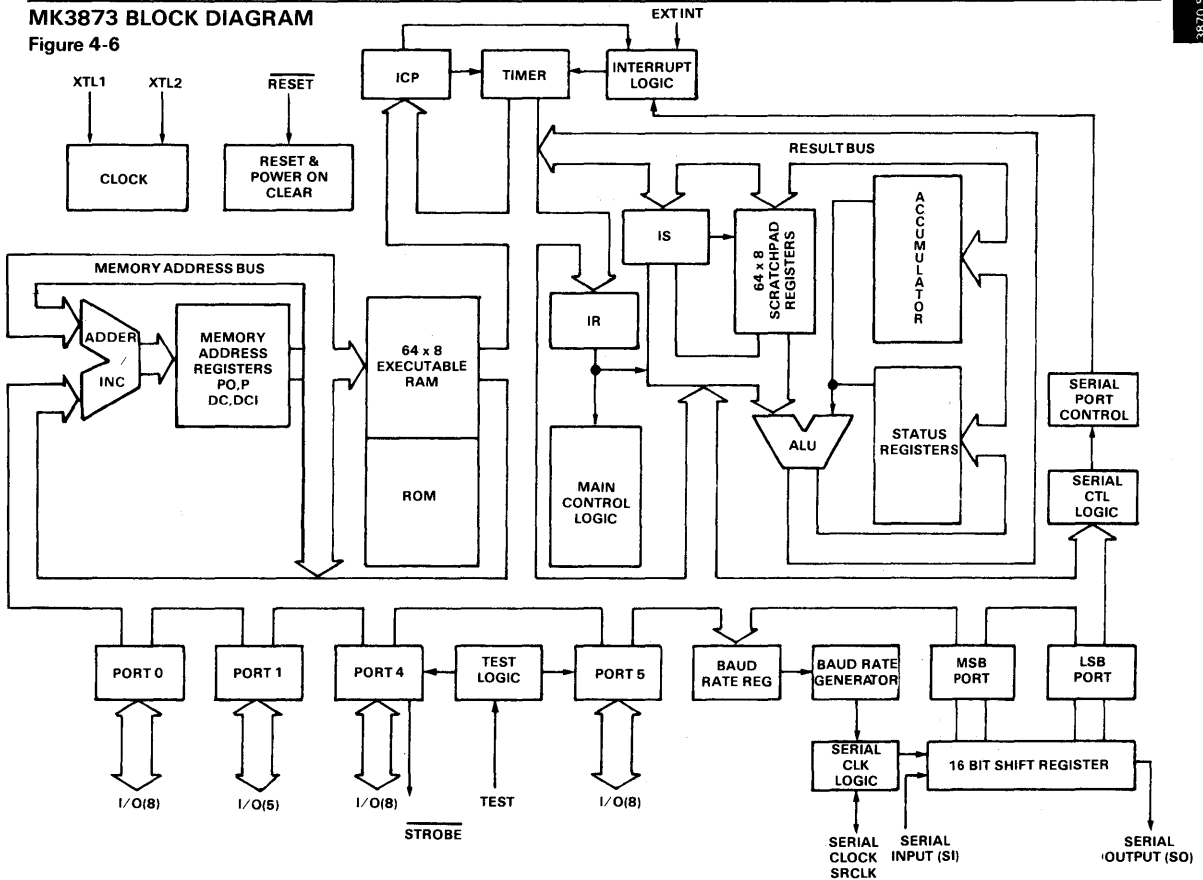 MK3873 BLOCK DIAGRAM
Figure 4-6
3870
EXT INT
XTL1
XTL2
RESET
ICP
TIMER
INTERRUPT
LOGIC
CLOCK
RESET &
POWER ON
CLEAR
RESULT BUS
IS
64 x 8
SCRATCHPAD
REGISTERS
ACCUMULATOR
MEMORY ADDRESS BUS
ADDER
INC
MEMORY
ADDRESS
REGISTERS
PO,P
DC,DCI
64 x 8
EXECUTABLE
RAM
ROM
IR
MAIN
CONTROL
LOGIC
ALU
STATUS
REGISTERS
SERIAL
PORT
CONTROL
SERIAL
CTL
LOGIC
PORT 0
PORT 1
PORT 4
TEST
LOGIC
PORT 5
BAUD
RATE REG
BAUD RATE
GENERATOR
MSB
PORT
LSB
PORT
SERIAL
CLK
LOGIC
16 BIT SHIFT REGISTER
I/O(8)
I/O(5)
I/O(8)
STROBE
TEST
I/O(8)
SERIAL
CLOCK
SRCLK
SERIAL
INPUT (SI)
SERIAL
OUTPUT (SO)